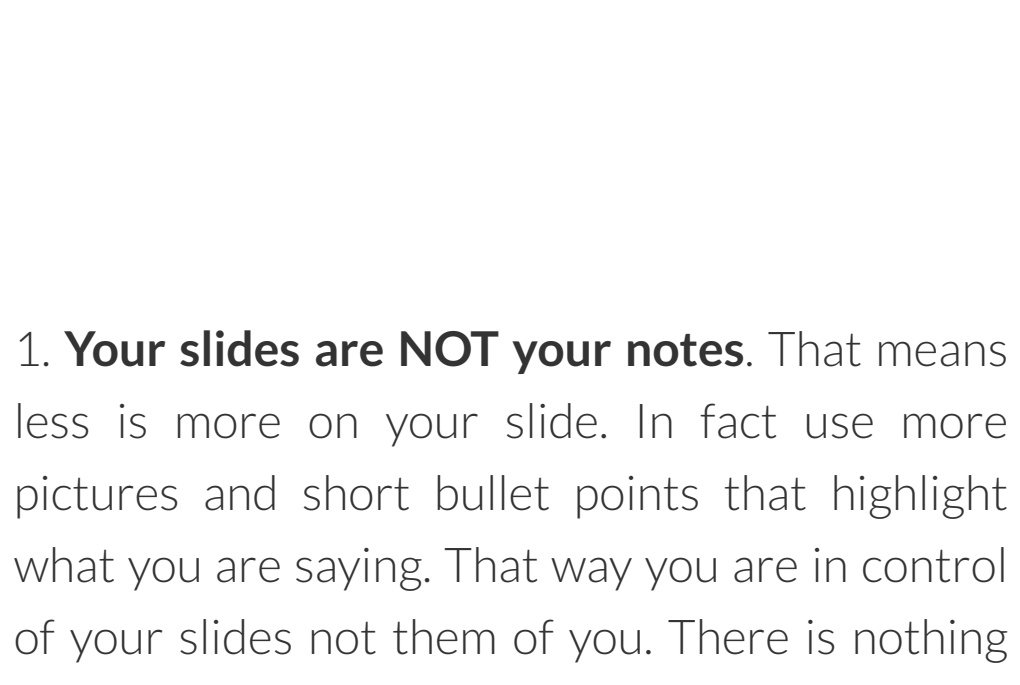 1. Your slides are NOT your notes. That means
less is more on your slide. In fact use more
pictures and short bullet points that highlight
what you are saying. That way you are in control
of your slides not them of you. There is nothing